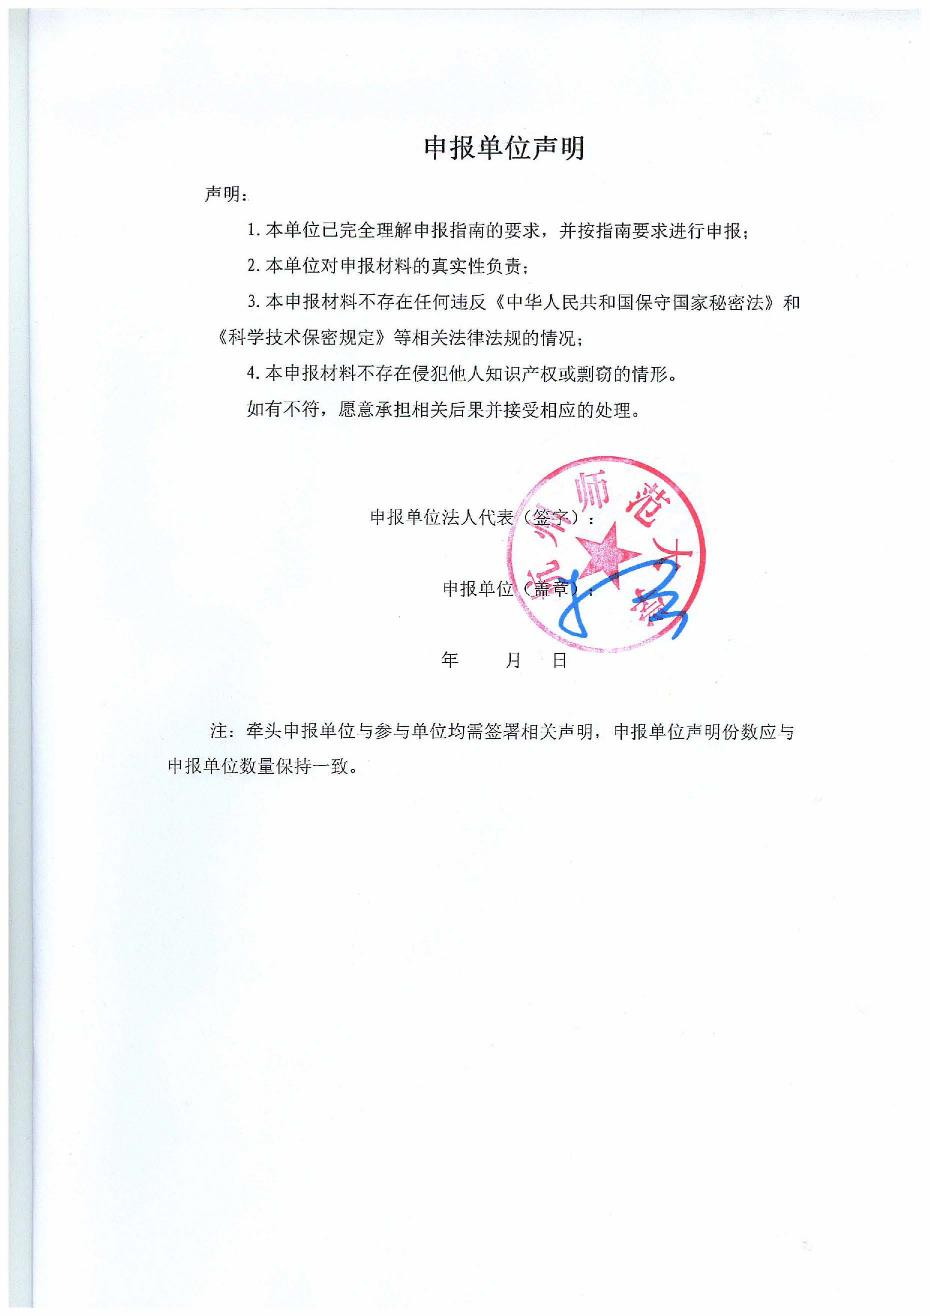 申报单位声明
声明：
1.本单位已完全理解申报指南的要求，并按指南要求进行申报；
2.本单位对申报材料的真实性负责；
3.本申报材料不存在任何违反《中华人民共和国保守国家秘密法》和
《科学技术保密规定》等相关法律法规的情况；
4.本申报材料不存在侵犯他人知识产权或剽窃的情形。
如有不符，愿意承担相关后果并接受相应的处理。
申报单位法人代表（签字）：
杭州师范大学
申报单位（盖章）：
年 月 日
注：牵头申报单位与参与单位均需签署相关声明，申报单位声明份数应与
申报单位数量保持一致。